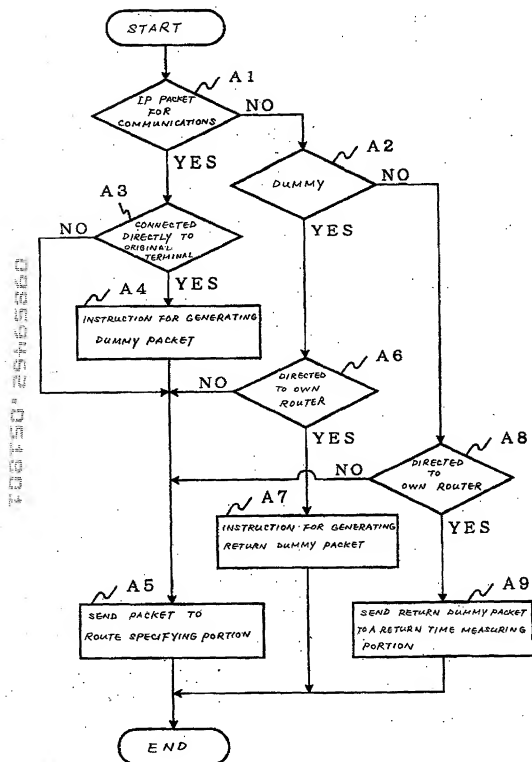 START
A1
IP PACKET
FOR
COMMUNICATIONS
NO
YES
A2
DUMMY
NO
YES
A3
NO
CONNECTED
DIRECTLY TO
ORIGINAL
TERMINAL
YES
A4
INSTRUCTION FOR GENERATING
DUMMY PACKET
A6
NO
DIRECTED
TO OWN
ROUTER
YES
A8
NO
DIRECTED
TO
OWN ROUTER
YES
A7
INSTRUCTION FOR GENERATING
RETURN DUMMY PACKET
A5
SEND PACKET TO
ROUTE SPECIFYING PORTION
A9
SEND RETURN DUMMY PACKET
TO A RETURN TIME MEASURING
PORTION
END